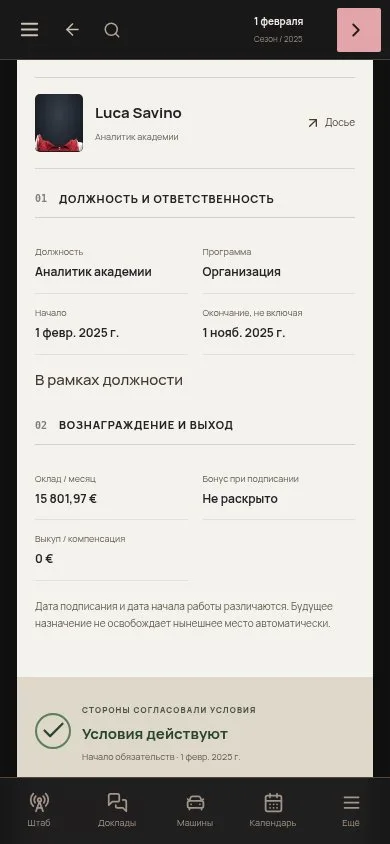 1 февраля
Сезон / 2025
Luca Savino
Аналитик академии
Досье
01 ДОЛЖНОСТЬ И ОТВЕТСТВЕННОСТЬ
Должность
Аналитик академии
Программа
Организация
Начало
1 февр. 2025 г.
Окончание, не включая
1 нояб. 2025 г.
В рамках должности
02 ВОЗНАГРАЖДЕНИЕ И ВЫХОД
Оклад / месяц
15 801,97 €
Бонус при подписании
Не раскрыто
Выкуп / компенсация
0 €
Дата подписания и дата начала работы различаются. Будущее
назначение не освобождает нынешнее место автоматически.
СТОРОНЫ СОГЛАСОВАЛИ УСЛОВИЯ
Условия действуют
Начало обязательств · 1 февр. 2025 г.
Штаб
Доклады
Машины
Календарь
Ещё